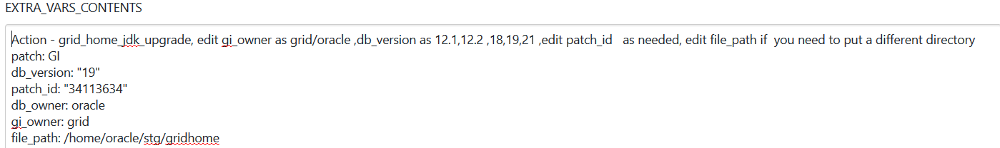 EXTRA_VARS_CONTENTS
Action - grid_home_jdk_upgrade, edit gi_owner as grid/oracle ,db_version as 12.1,12.2 ,18,19,21 ,edit patch_id   as needed, edit file_path if  you need to put a different directory
patch: GI
db_version: "19"
patch_id: "34113634"
db_owner: oracle
gi_owner: grid
file_path: /home/oracle/stg/gridhome